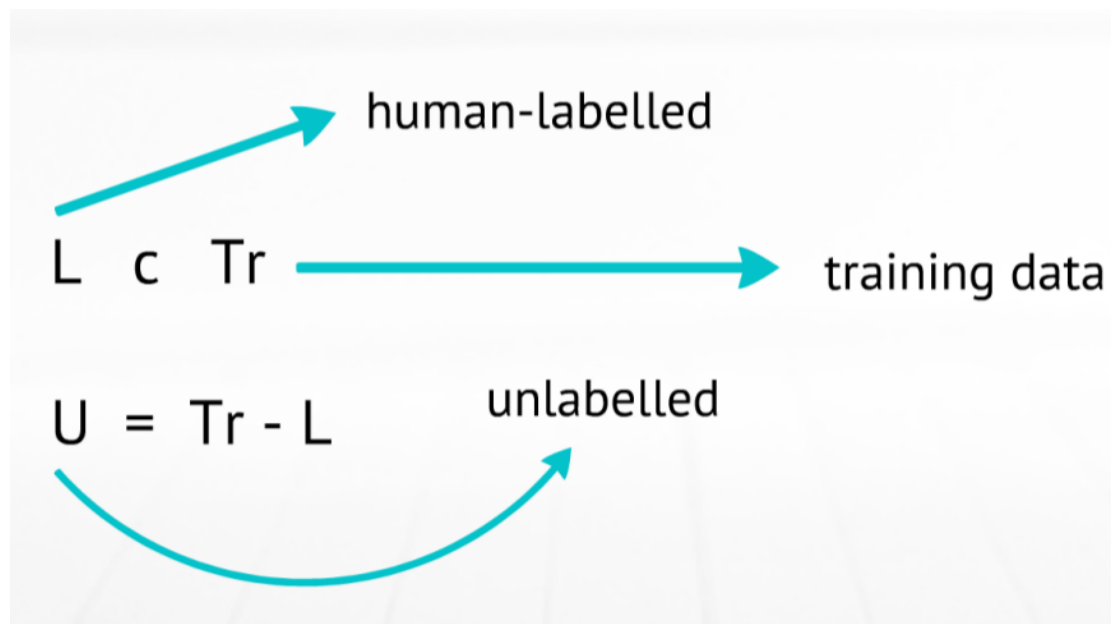 human-labelled
L c Tr
training data
unlabelled
U = Tr - L